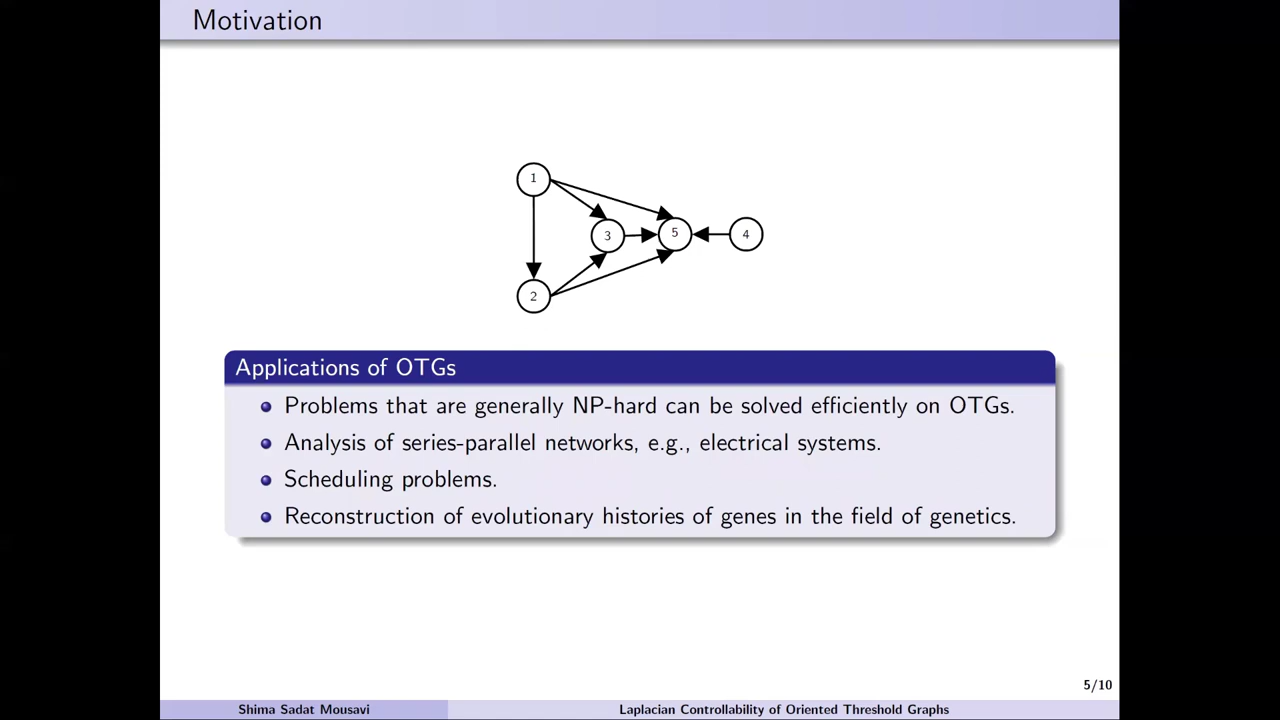 Motivation
1
3
5
4
2
Applications of OTGs
Problems that are generally NP-hard can be solved efficiently on OTGs.
Analysis of series-parallel networks, e.g., electrical systems.
Scheduling problems.
Reconstruction of evolutionary histories of genes in the field of genetics.
5/10
Shima Sadat Mousavi
Laplacian Controllability of Oriented Threshold Graphs